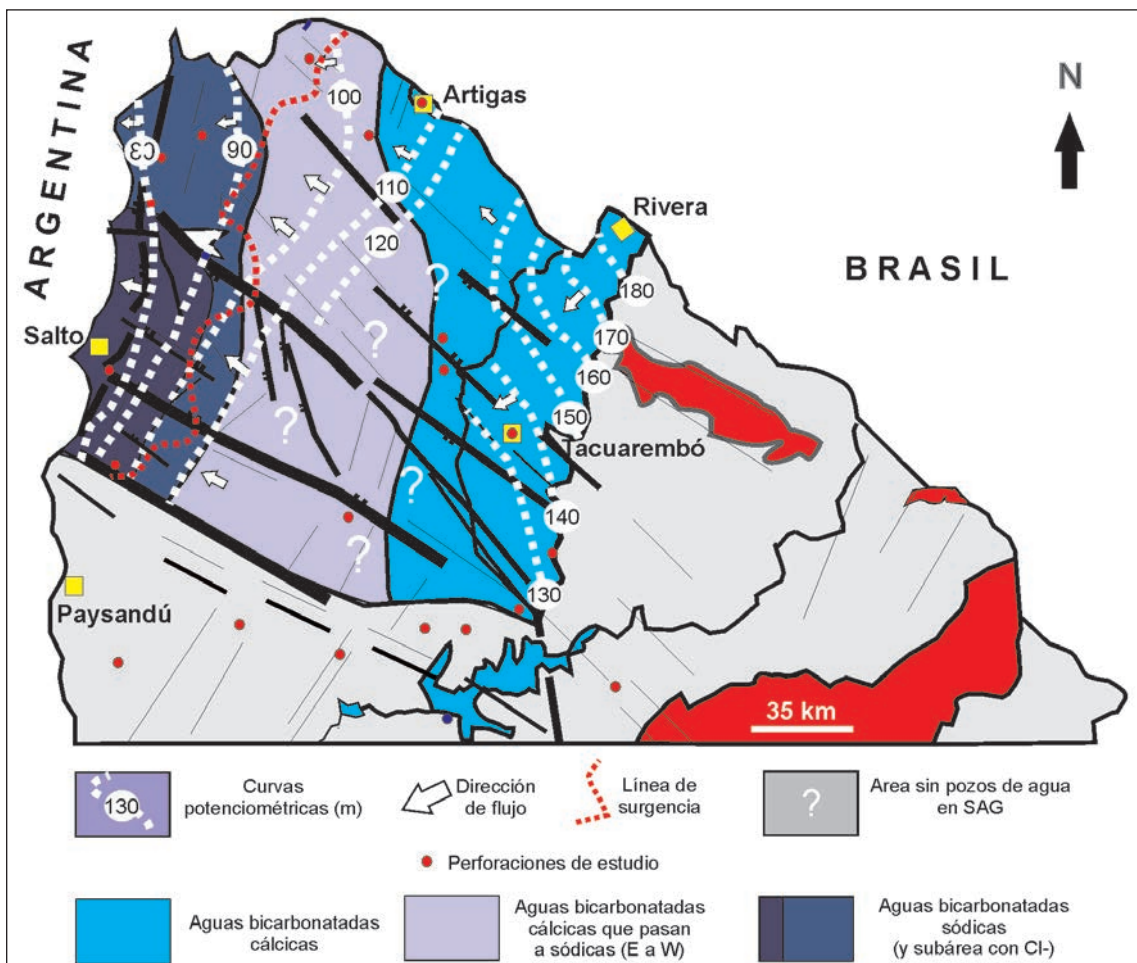 ARGENTINA
N
100
Artigas
80
90
110
Rivera
120
BRASIL
?
180
?
170
Salto
160
150
?
?
Tacuarembó
140
?
130
Paysandú
35 km
130
Curvas
potenciométricas (m)
Dirección
de flujo
Línea de
surgencia
?
Area sin pozos de agua
en SAG
Perforaciones de estudio
Aguas bicarbonatadas
cálcicas
Aguas bicarbonatadas
cálcicas que pasan
a sódicas (E a W)
Aguas bicarbonatadas
sódicas
(y subárea con Cl-)